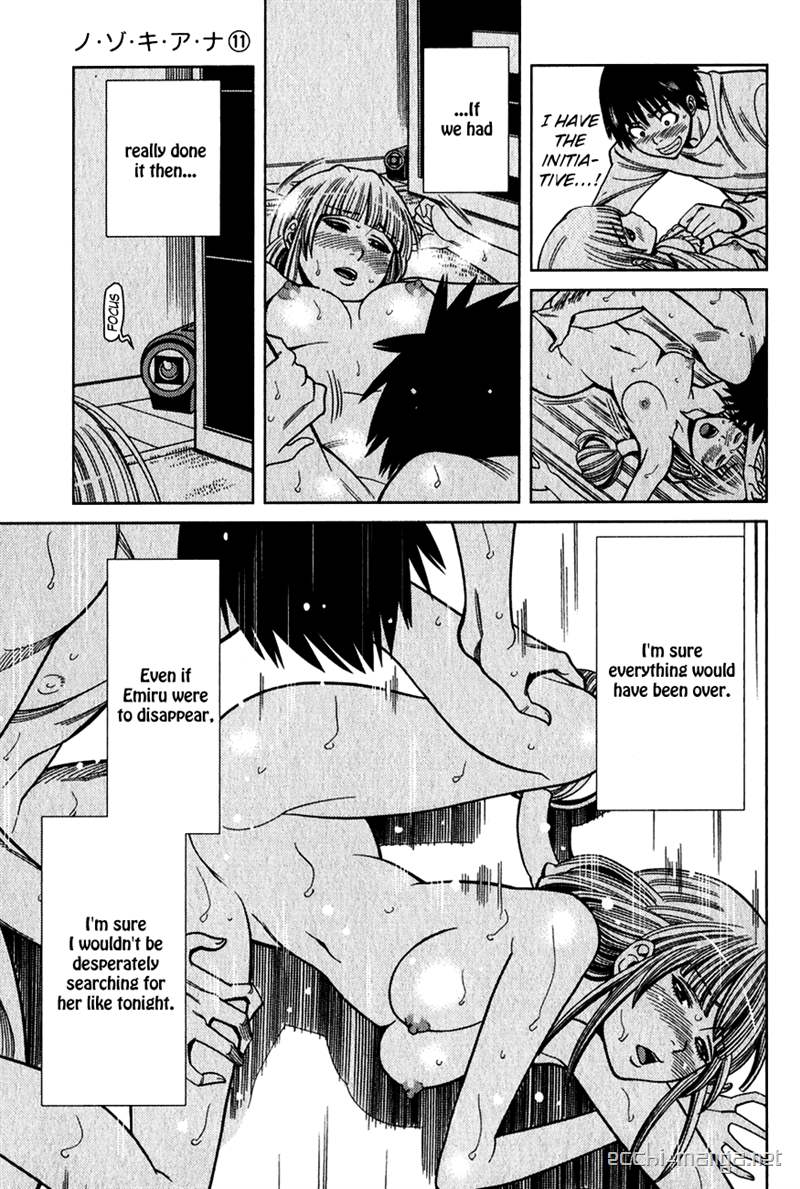 ノ・ゾ・キ・ア・ナ⑪
I HAVE
THE
INITIA-
TIVE...!
...If
we had
really done
it then...
FOCUS
I'm sure
everything would
have been over.
Even if
Emiru were
to disappear,
I'm sure
I wouldn't be
desperately
searching for
her like tonight.
ecchi-manga.net